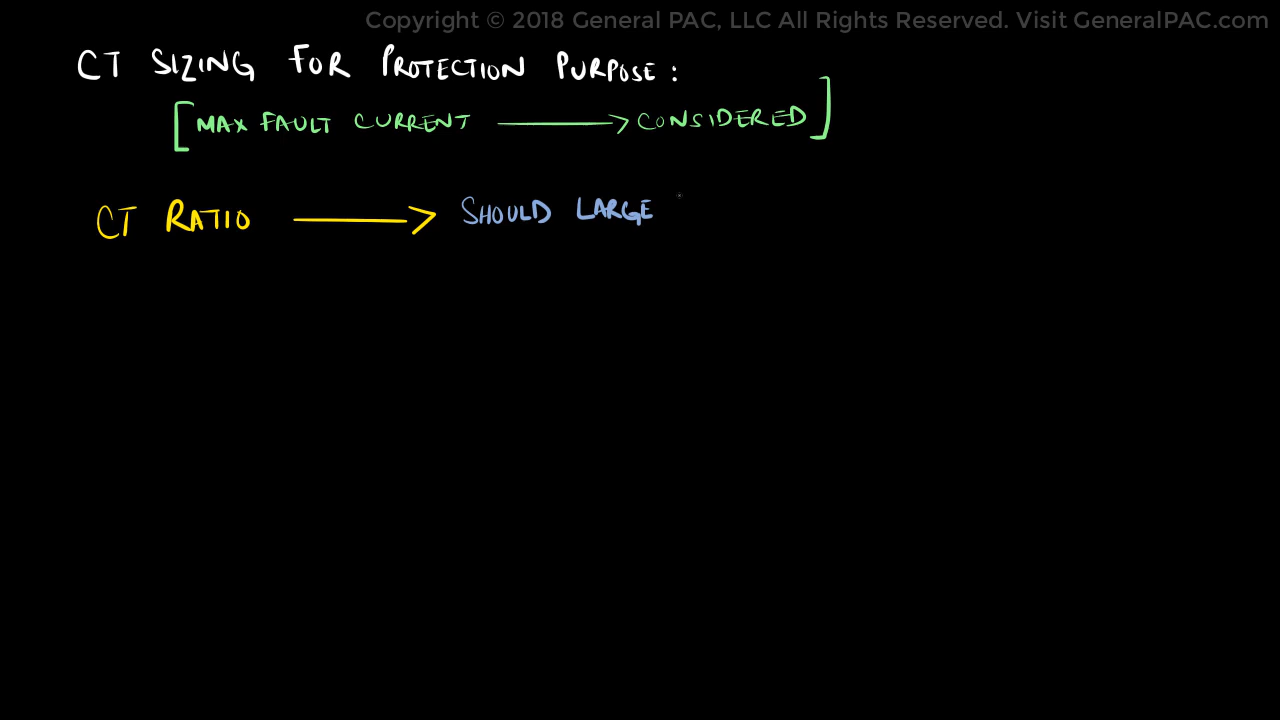 Copyright © 2018 General PAC, LLC All Rights Reserved. Visit GeneralPAC.com
CT SIZING FOR PROTECTION PURPOSE:
[MAX FAULT CURRENT ⟶ CONSIDERED]
CT RATIO ⟶ SHOULD LARGE